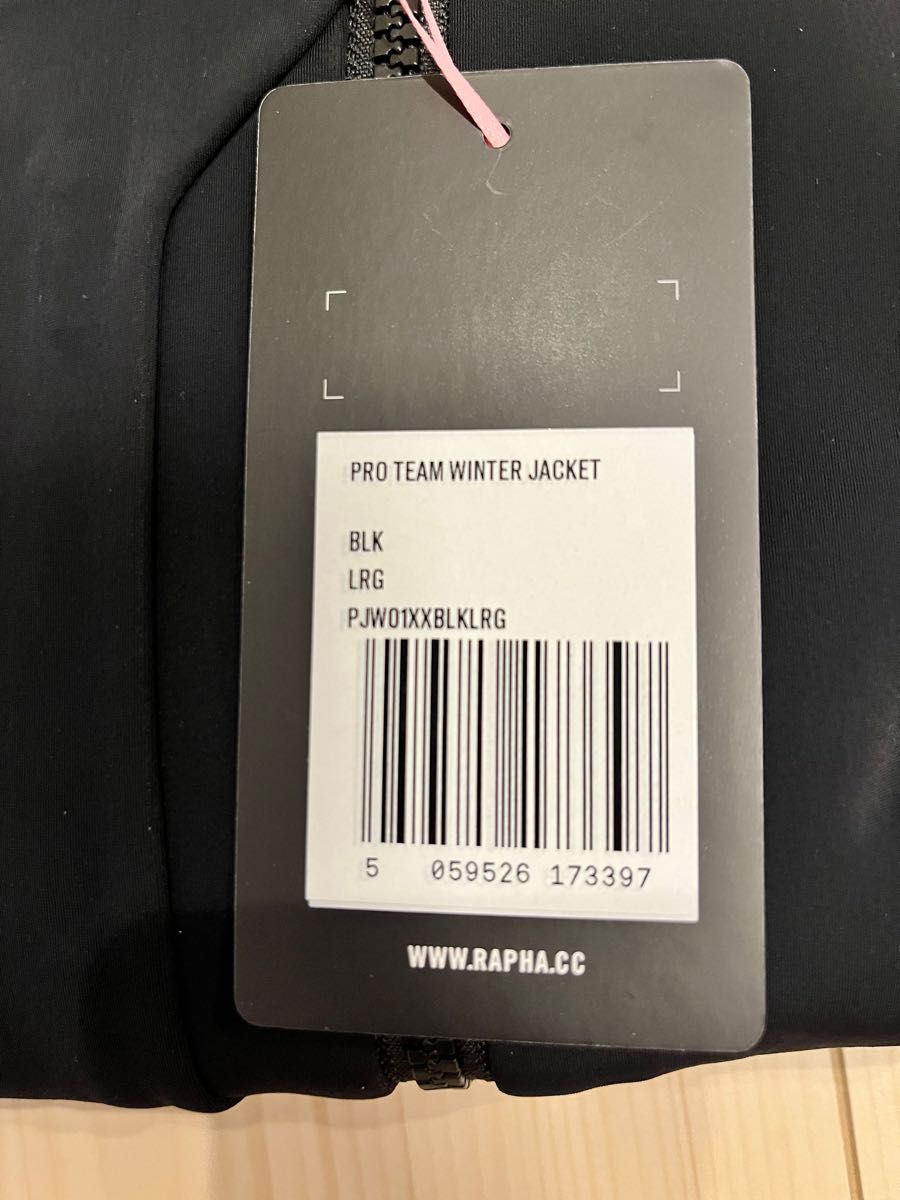 PRO TEAM WINTER JACKET
BLK
LRG
PJW01XXBLKLRG
5 059526 173397
WWW.RAPHA.CC